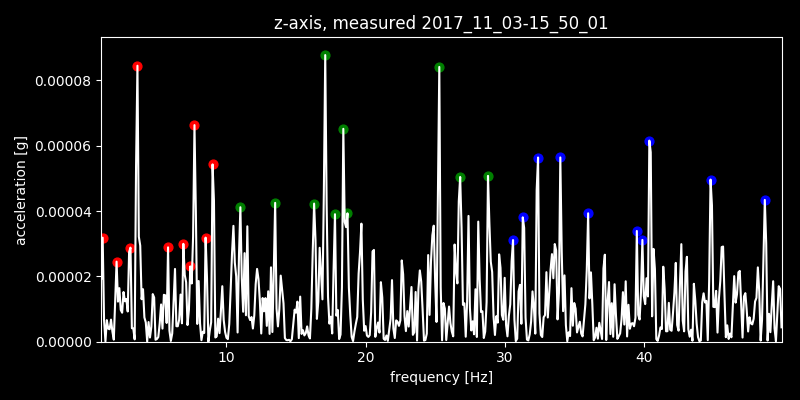 z-axis, measured 2017_11_03-15_50_01
0.00008
0.00006
0.00004
0.00002
0.00000
acceleration [g]
10 20 30 40
frequency [Hz]